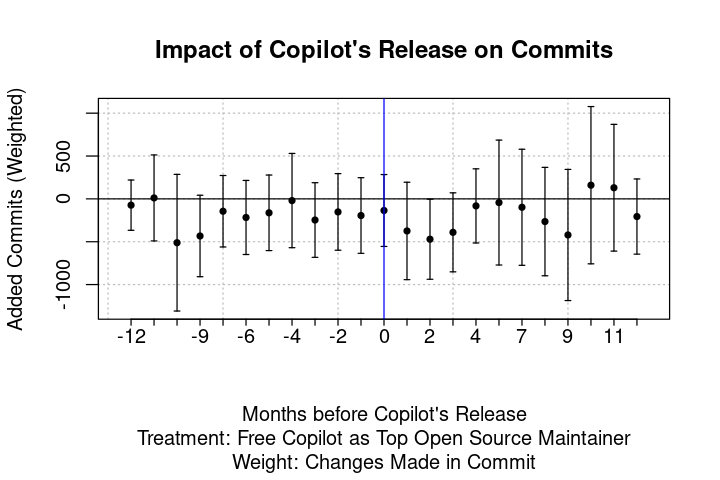 Impact of Copilot's Release on Commits
Added Commits (Weighted)
500
0
-1000
-12 -9 -6 -4 -2 0 2 4 7 9 11
Months before Copilot's Release
Treatment: Free Copilot as Top Open Source Maintainer
Weight: Changes Made in Commit